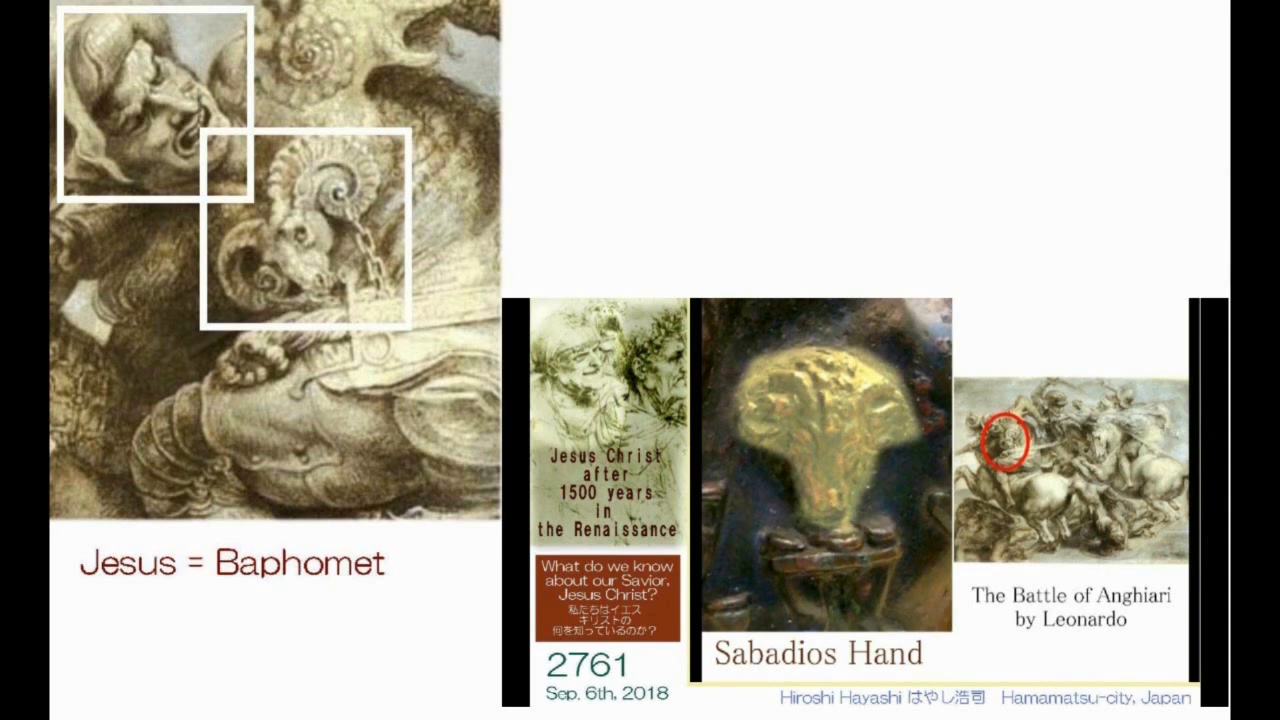 Jesus = Baphomet
Jesus Christ
after
1500 years
in
the Renaissance
What do we know
about our Savior,
Jesus Christ?
私たちはイエス
キリストの
何を知っているのか?
2761
Sep. 6th, 2018
Sabadios Hand
The Battle of Anghiari
by Leonardo
Hiroshi Hayashi はやし浩司 Hamamatsu-city, Japan